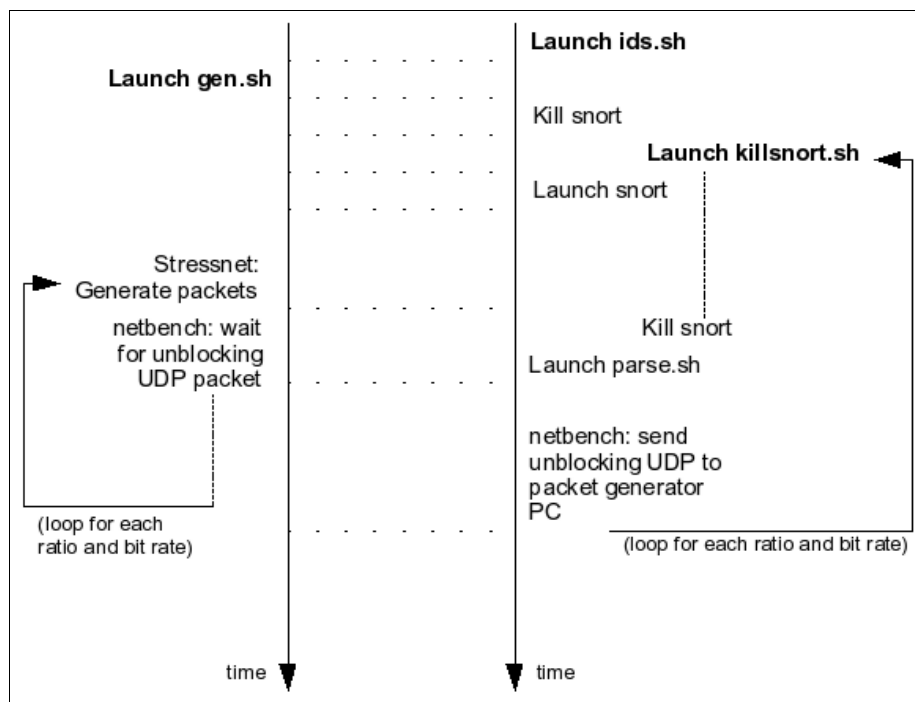 Launch ids.sh
Launch gen.sh
Kill snort
Launch killsnort.sh
Launch snort
Stressnet:
Generate packets
netbench: wait
for unblocking
UDP packet
Kill snort
Launch parse.sh
netbench: send
unblocking UDP to
packet generator
PC
(loop for each
ratio and bit rate)
(loop for each ratio and bit rate)
time
time